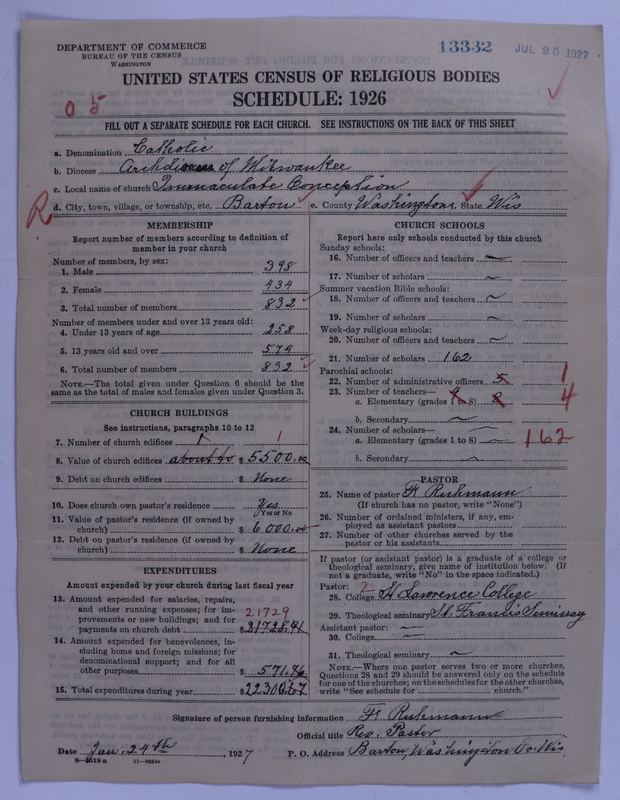 DEPARTMENT OF COMMERCE
BUREAU OF THE CENSUS
WASHINGTON
13332 JUL 25 1927
UNITED STATES CENSUS OF RELIGIOUS BODIES
SCHEDULE: 1926
0 5
FILL OUT A SEPARATE SCHEDULE FOR EACH CHURCH. SEE INSTRUCTIONS ON THE BACK OF THIS SHEET
a. Denomination Catholic
b. Diocese of Milwaukee
c. Local name of church Immaculate Conception
R
d. City, town, village, or township, etc. Barton e. County Washington State Wis
MEMBERSHIP
Report number of members according to definition of
member in your church
Number of members, by sex:
1. Male 398
2. Female 434
3. Total number of members 832
Number of members under and over 13 years old:
4. Under 13 years of age 258
5. 13 years old and over 574
6. Total number of members 832
NOTE.—The total given under Question 6 should be the
same as the total of males and females given under Question 3.
CHURCH BUILDINGS
See instructions, paragraphs 10 to 12
7. Number of church edifices 1 1
8. Value of church edifices about $ 5500.00
9. Debt on church edifices $ None
10. Does church own pastor's residence Yes
(Yes or No)
11. Value of pastor's residence (if owned by
church) $ 6000.00
12. Debt on pastor's residence (if owned by
church) $ None
EXPENDITURES
Amount expended by your church during last fiscal year
13. Amount expended for salaries, repairs,
and other running expenses; for im-
provements or new buildings; and for 21729
payments on church debt $21728.91
14. Amount expended for benevolences, in-
cluding home and foreign missions; for
denominational support; and for all
other purposes $ 571.76
15. Total expenditures during year $22300.67
CHURCH SCHOOLS
Report here only schools conducted by this church
Sunday schools:
16. Number of officers and teachers
17. Number of scholars
Summer vacation Bible schools:
18. Number of officers and teachers
19. Number of scholars
Week-day religious schools:
20. Number of officers and teachers
21. Number of scholars 162
Parochial schools:
22. Number of administrative officers 5 1
23. Number of teachers—
a. Elementary (grades 1 to 8) 4
b. Secondary
24. Number of scholars—
a. Elementary (grades 1 to 8) 162
b. Secondary
PASTOR
25. Name of pastor Fr Ruhmann
(If church has no pastor, write "None")
26. Number of ordained ministers, if any, em-
ployed as assistant pastors
27. Number of other churches served by the
pastor or his assistants
If pastor (or assistant pastor) is a graduate of a college or
theological seminary, give name of institution below. (If
not a graduate, write "No" in the space indicated.)
Pastor: 2
28. College St Lawrence College
29. Theological seminary St. Francis Seminary
Assistant pastor:
30. College
31. Theological seminary
NOTE.—Where one pastor serves two or more churches,
Questions 28 and 29 should be answered only on the schedule
for one of the churches; on the schedules for the other churches,
write "See schedule for church."
Signature of person furnishing information Fr Ruhmann
Official title Rev. Pastor
Date Jan. 24th, 1927 P. O. Address Barton, Washington Co. Wis
8—5518a 11—9058s